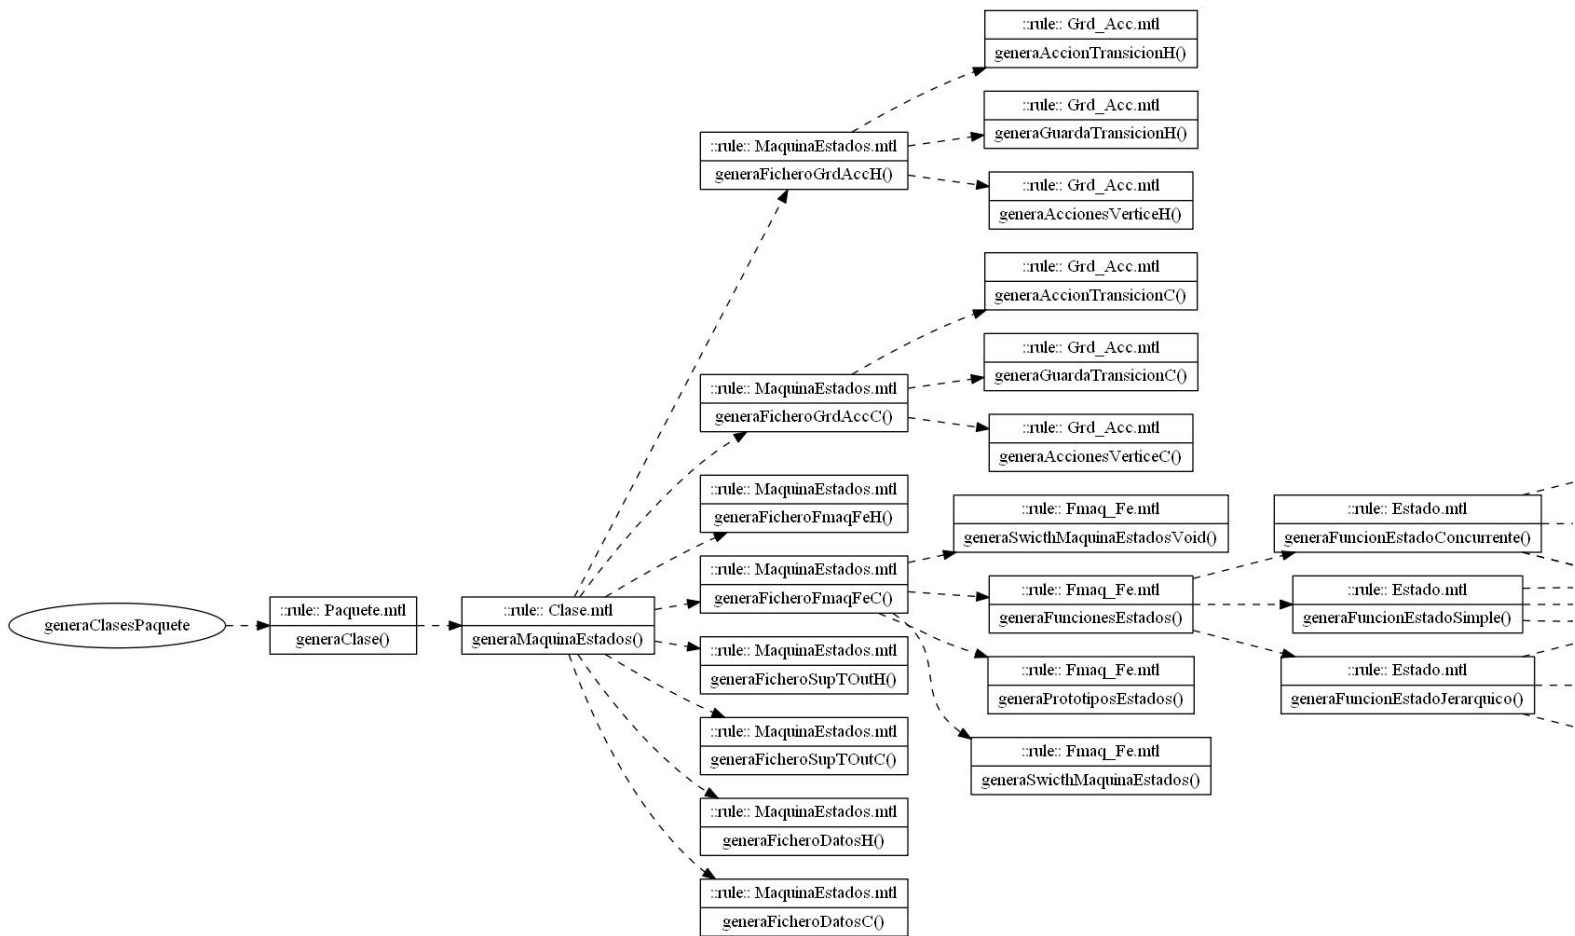 ::rule:: Grd_Acc.mtl
generaAccionTransicionH()
::rule:: Grd_Acc.mtl
generaGuardaTransicionH()
::rule:: MaquinaEstados.mtl
generaFicheroGrdAccH()
::rule:: Grd_Acc.mtl
generaAccionesVerticeH()
::rule:: Grd_Acc.mtl
generaAccionTransicionC()
::rule:: Grd_Acc.mtl
generaGuardaTransicionC()
::rule:: MaquinaEstados.mtl
generaFicheroGrdAccC()
::rule:: Grd_Acc.mtl
generaAccionesVerticeC()
::rule:: MaquinaEstados.mtl
generaFicheroFmaqFeH()
::rule:: Fmaq_Fe.mtl
generaSwicthMaquinaEstadosVoid()
::rule:: Estado.mtl
generaFuncionEstadoConcurrente()
::rule:: MaquinaEstados.mtl
generaFicheroFmaqFeC()
::rule:: Fmaq_Fe.mtl
generaFuncionesEstados()
::rule:: Estado.mtl
generaFuncionEstadoSimple()
generaClasesPaquete
::rule:: Paquete.mtl
generaClase()
::rule:: Clase.mtl
generaMaquinaEstados()
::rule:: MaquinaEstados.mtl
generaFicheroSupTOutH()
::rule:: Fmaq_Fe.mtl
generaPrototiposEstados()
::rule:: Estado.mtl
generaFuncionEstadoJerarquico()
::rule:: MaquinaEstados.mtl
generaFicheroSupTOutC()
::rule:: Fmaq_Fe.mtl
generaSwicthMaquinaEstados()
::rule:: MaquinaEstados.mtl
generaFicheroDatosH()
::rule:: MaquinaEstados.mtl
generaFicheroDatosC()